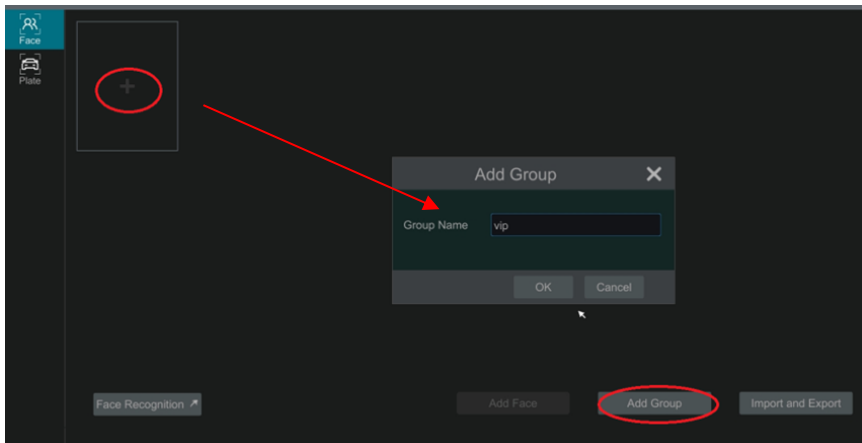 Face
Plate
Add Group
Group Name
vip
OK Cancel
Face Recognition
Add Face
Add Group
Import and Export